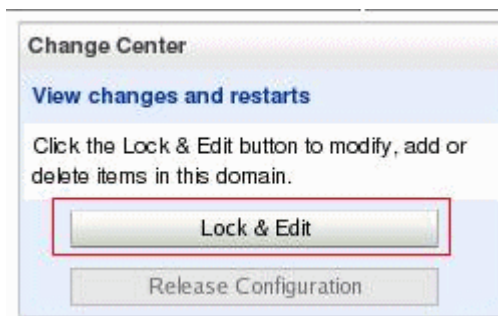 Change Center
View changes and restarts
Click the Lock & Edit button to modify, add or
delete items in this domain.
Lock & Edit
Release Configuration